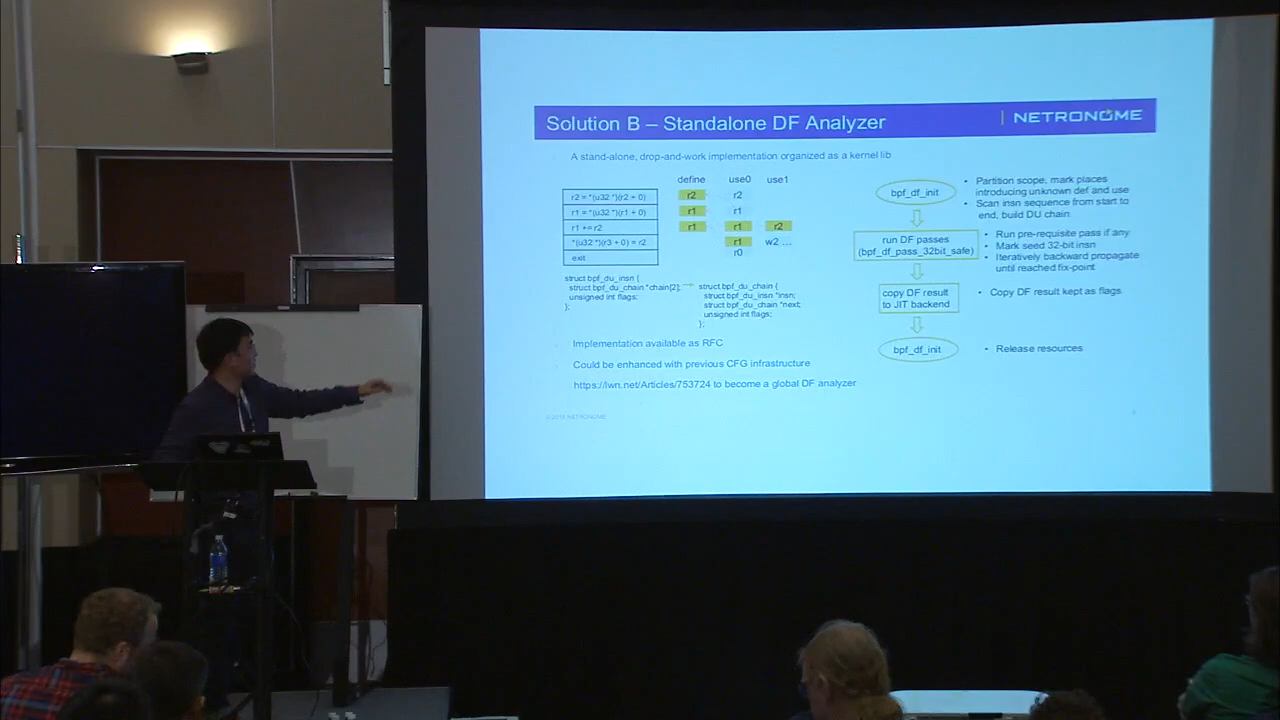 Solution B – Standalone DF Analyzer
NETRONOME
A stand-alone, drop-and-work implementation organized as a kernel lib
define use0 use1
r2 = *(u32 *)(r2 + 0)
r2 r2
r1 = *(u32 *)(r1 + 0)
r1 r1
r1 += r2
r1 r1 r2
*(u32 *)(r3 + 0) = r2
r1 w2 ...
exit
r0
struct bpf_du_insn {
struct bpf_du_chain *chain[2];
unsigned int flags:
};
struct bpf_du_chain {
struct bpf_du_insn *insn;
struct bpf_du_chain *next;
unsigned int flags;
};
Implementation available as RFC
Could be enhanced with previous CFG infrastructure
https://lwn.net/Articles/753724 to become a global DF analyzer
bpf_df_init
• Partition scope, mark places
introducing unknown def and use
• Scan insn sequence from start to
end, build DU chain
run DF passes
(bpf_df_pass_32bit_safe)
• Run pre-requisite pass if any
• Mark seed 32-bit insn
• Iteratively backward propagate
until reached fix-point
copy DF result
to JIT backend
• Copy DF result kept as flags
bpf_df_init
• Release resources
© 2018 NETRONOME